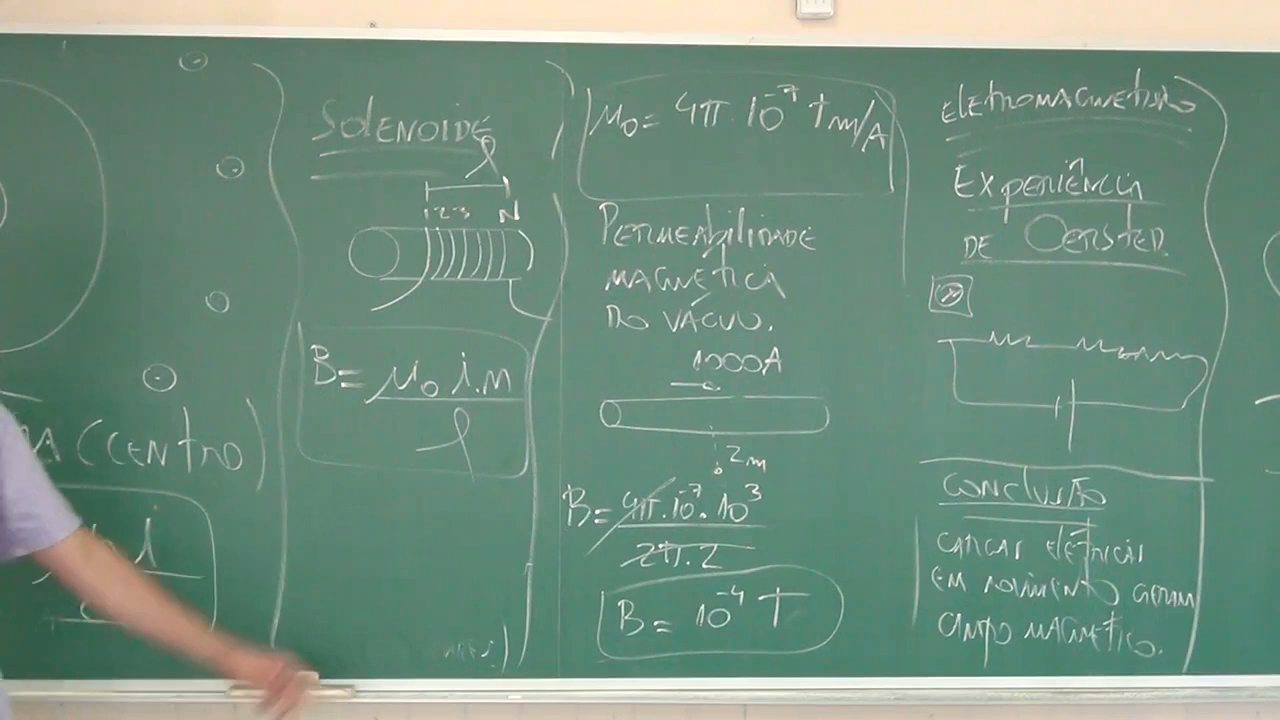 (CENTRO)
i
SOLENOIDE
l
1 2 3 N
B = μ₀ i.N
l
μ₀ = 4π.10⁻⁷ Tm/A
PERMEABILIDADE
MAGNÉTICA
DO VÁCUO.
1000A
2m
B = 4π.10⁻⁷.10³
2π.2
B = 10⁻⁴ T
ELETROMAGNETISMO
EXPERIÊNCIA
DE OERSTED
CONCLUSÃO
CARGAS ELÉTRICAS
EM MOVIMENTO GERAM
CAMPO MAGNÉTICO.